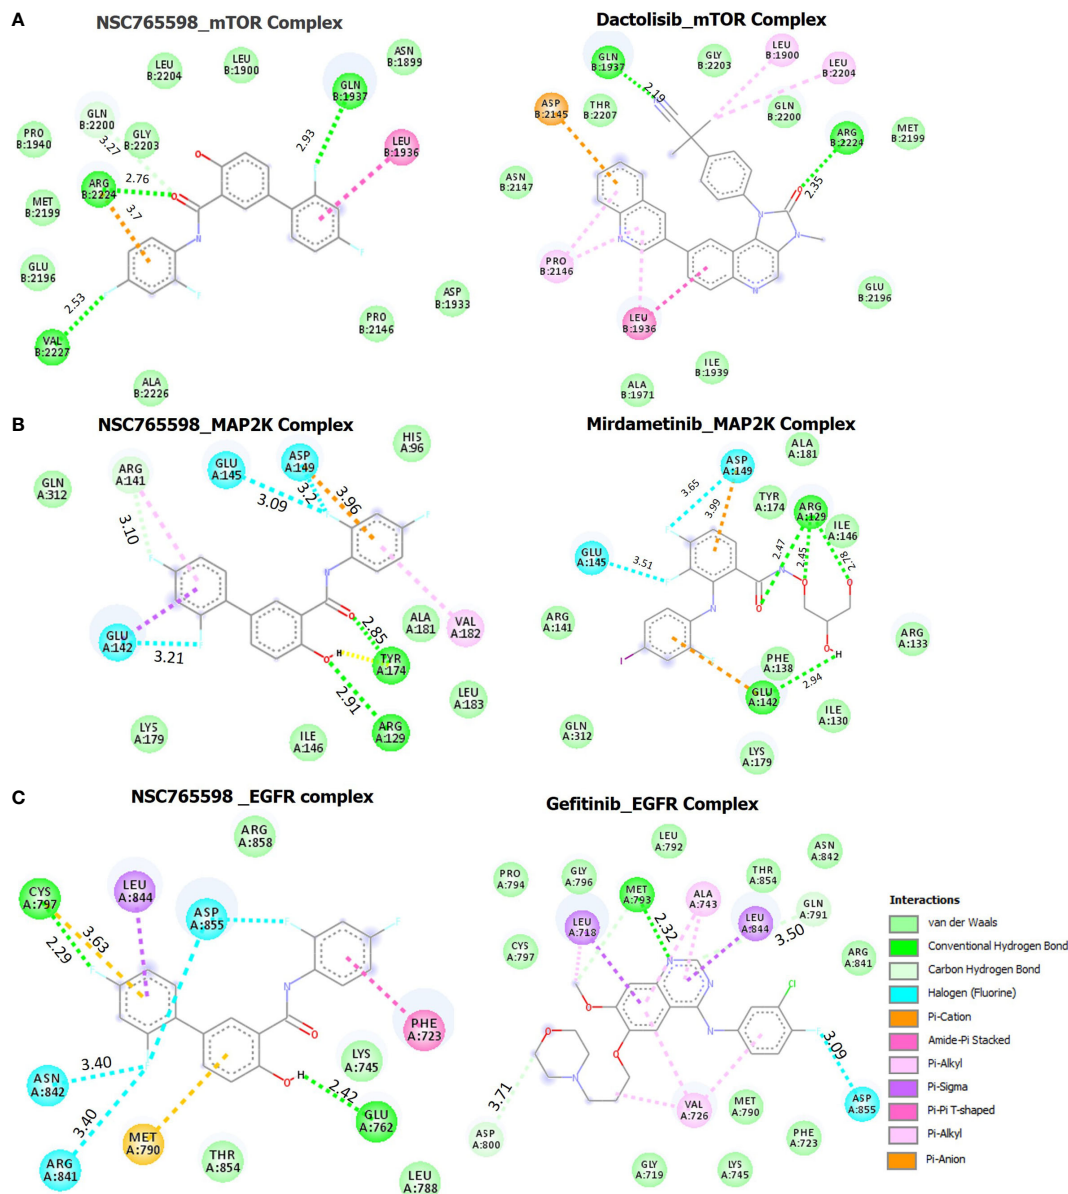 A
NSC765598_mTOR Complex
LEU
B:2204
LEU
B:1900
ASN
B:1899
GLN
B:1937
GLN
B:2200
GLY
B:2203
PRO
B:1940
3.27
2.93
LEU
B:1936
ARG
B:2224
2.76
O
O
3.7
MET
B:2199
N
GLU
B:2196
F
F
F
F
2.53
ASP
B:1933
PRO
B:2146
VAL
B:2227
ALA
B:2226
Dactolisib_mTOR Complex
GLN
B:1937
GLY
B:2203
LEU
B:1900
LEU
B:2204
2.19
N
ASP
B:2145
THR
B:2207
GLN
B:2200
ARG
B:2224
MET
B:2199
ASN
B:2147
2.35
O
N
N
N
N
PRO
B:2146
GLU
B:2196
LEU
B:1936
ILE
B:1939
ALA
B:1971
B
NSC765598_MAP2K Complex
ARG
A:141
GLU
A:145
ASP
A:149
HIS
A:96
GLN
A:312
3.09
3.2
3.96
3.10
F
F
F
F
N
O
GLU
A:142
3.21
2.85
ALA
A:181
VAL
A:182
O
H
TYR
A:174
2.91
LEU
A:183
LYS
A:179
ILE
A:146
ARG
A:129
Mirdametinib_MAP2K Complex
ASP
A:149
ALA
A:181
3.65
TYR
A:174
ARG
A:129
3.99
ILE
A:146
GLU
A:145
3.51
2.47
2.45
2.78
F
F
N
O
O
O
N
ARG
A:141
ARG
A:133
I
F
PHE
A:138
O
H
GLU
A:142
2.94
ILE
A:130
GLN
A:312
LYS
A:179
C
NSC765598 _EGFR complex
ARG
A:858
CYS
A:797
LEU
A:844
ASP
A:855
3.63
2.29
F
F
F
F
N
O
PHE
A:723
LYS
A:745
3.40
ASN
A:842
O
H
2.42
GLU
A:762
3.40
MET
A:790
ARG
A:841
THR
A:854
LEU
A:788
Gefitinib_EGFR Complex
LEU
A:792
ASN
A:842
PRO
A:794
GLY
A:796
MET
A:793
ALA
A:743
THR
A:854
GLN
A:791
LEU
A:718
2.32
LEU
A:844
3.50
CYS
A:797
ARG
A:841
N
N
O
N
Cl
F
O
O
N
3.09
3.71
ASP
A:855
VAL
A:726
MET
A:790
ASP
A:800
PHE
A:723
GLY
A:719
LYS
A:745
Interactions
van der Waals
Conventional Hydrogen Bond
Carbon Hydrogen Bond
Halogen (Fluorine)
Pi-Cation
Amide-Pi Stacked
Pi-Alkyl
Pi-Sigma
Pi-Pi T-shaped
Pi-Alkyl
Pi-Anion